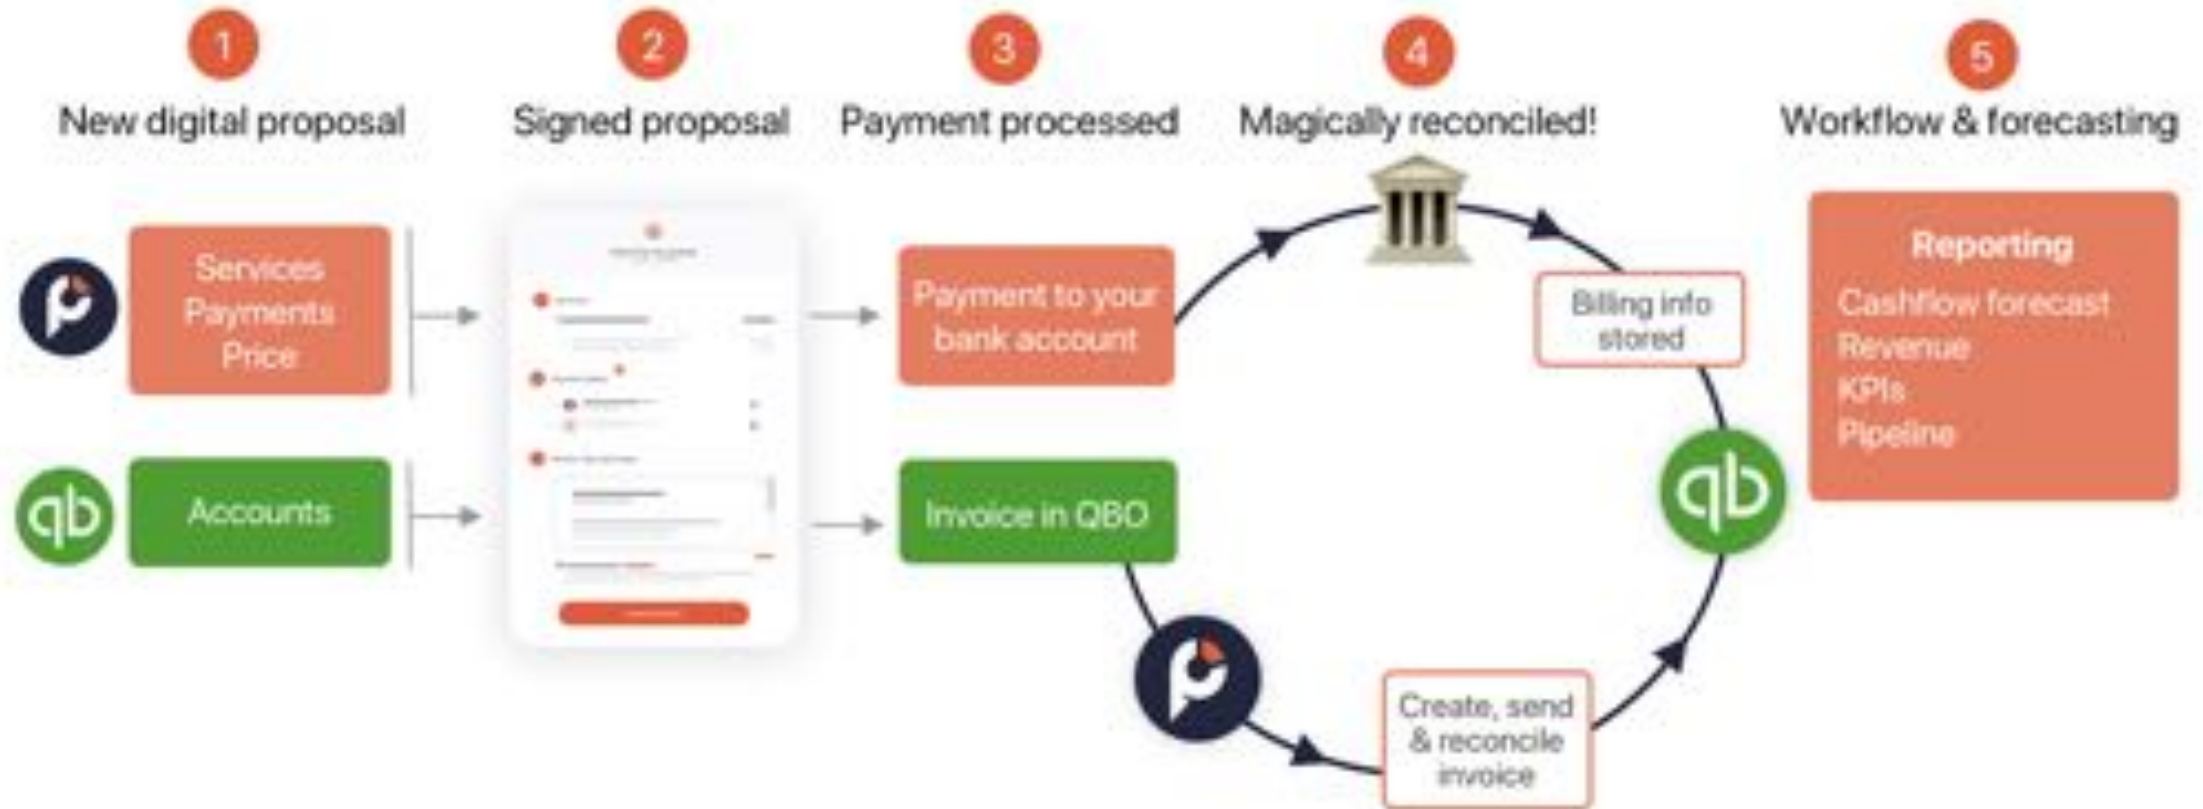 1
New digital proposal
2
Signed proposal
3
Payment processed
4
Magically reconciled!
5
Workflow & forecasting
Services
Payments
Price
qb
Accounts
Payment to your
bank account
Invoice in QBO
Billing info
stored
qb
Create, send
& reconcile
invoice
Reporting
Cashflow forecast
Revenue
KPIs
Pipeline